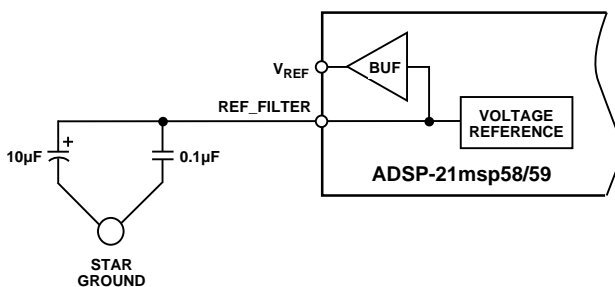 V_REF
BUF
REF_FILTER
VOLTAGE
REFERENCE
10µF
+
0.1µF
ADSP-21msp58/59
STAR
GROUND